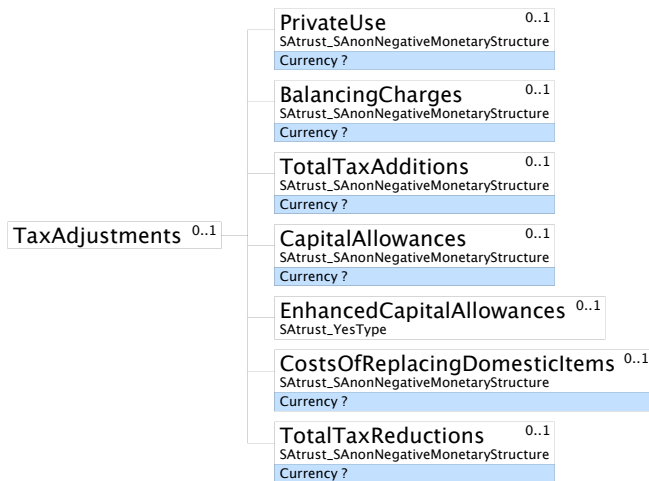 PrivateUse 0..1
SAtrust_SAnonNegativeMonetaryStructure
Currency ?
BalancingCharges 0..1
SAtrust_SAnonNegativeMonetaryStructure
Currency ?
TotalTaxAdditions 0..1
SAtrust_SAnonNegativeMonetaryStructure
Currency ?
TaxAdjustments 0..1
CapitalAllowances 0..1
SAtrust_SAnonNegativeMonetaryStructure
Currency ?
EnhancedCapitalAllowances 0..1
SAtrust_YesType
CostsOfReplacingDomesticItems 0..1
SAtrust_SAnonNegativeMonetaryStructure
Currency ?
TotalTaxReductions 0..1
SAtrust_SAnonNegativeMonetaryStructure
Currency ?